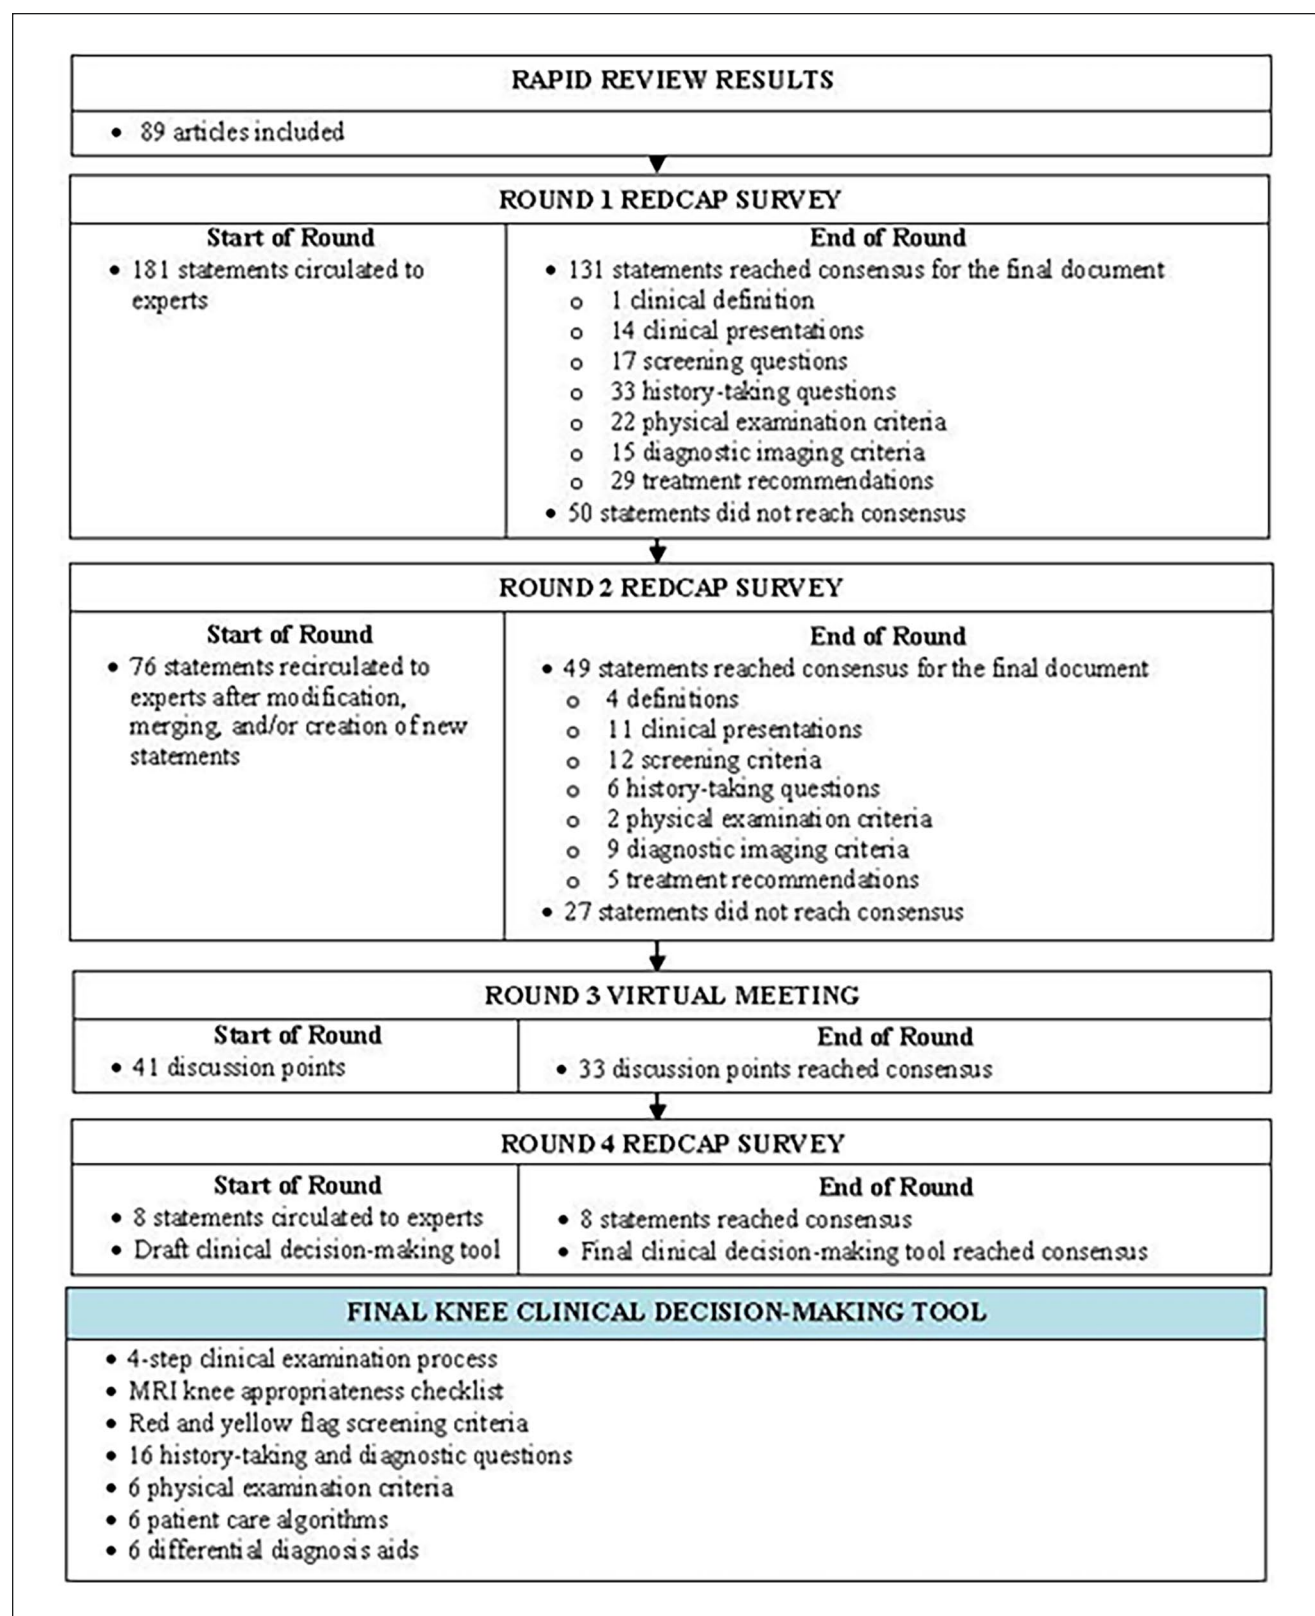 RAPID REVIEW RESULTS
• 89 articles included
ROUND 1 REDCAP SURVEY
Start of Round
• 181 statements circulated to
experts
End of Round
• 131 statements reached consensus for the final document
o 1 clinical definition
o 14 clinical presentations
o 17 screening questions
o 33 history-taking questions
o 22 physical examination criteria
o 15 diagnostic imaging criteria
o 29 treatment recommendations
• 50 statements did not reach consensus
ROUND 2 REDCAP SURVEY
Start of Round
• 76 statements recirculated to
experts after modification,
merging, and/or creation of new
statements
End of Round
• 49 statements reached consensus for the final document
o 4 definitions
o 11 clinical presentations
o 12 screening criteria
o 6 history-taking questions
o 2 physical examination criteria
o 9 diagnostic imaging criteria
o 5 treatment recommendations
• 27 statements did not reach consensus
ROUND 3 VIRTUAL MEETING
Start of Round
• 41 discussion points
End of Round
• 33 discussion points reached consensus
ROUND 4 REDCAP SURVEY
Start of Round
• 8 statements circulated to experts
• Draft clinical decision-making tool
End of Round
• 8 statements reached consensus
• Final clinical decision-making tool reached consensus
FINAL KNEE CLINICAL DECISION-MAKING TOOL
• 4-step clinical examination process
• MRI knee appropriateness checklist
• Red and yellow flag screening criteria
• 16 history-taking and diagnostic questions
• 6 physical examination criteria
• 6 patient care algorithms
• 6 differential diagnosis aids